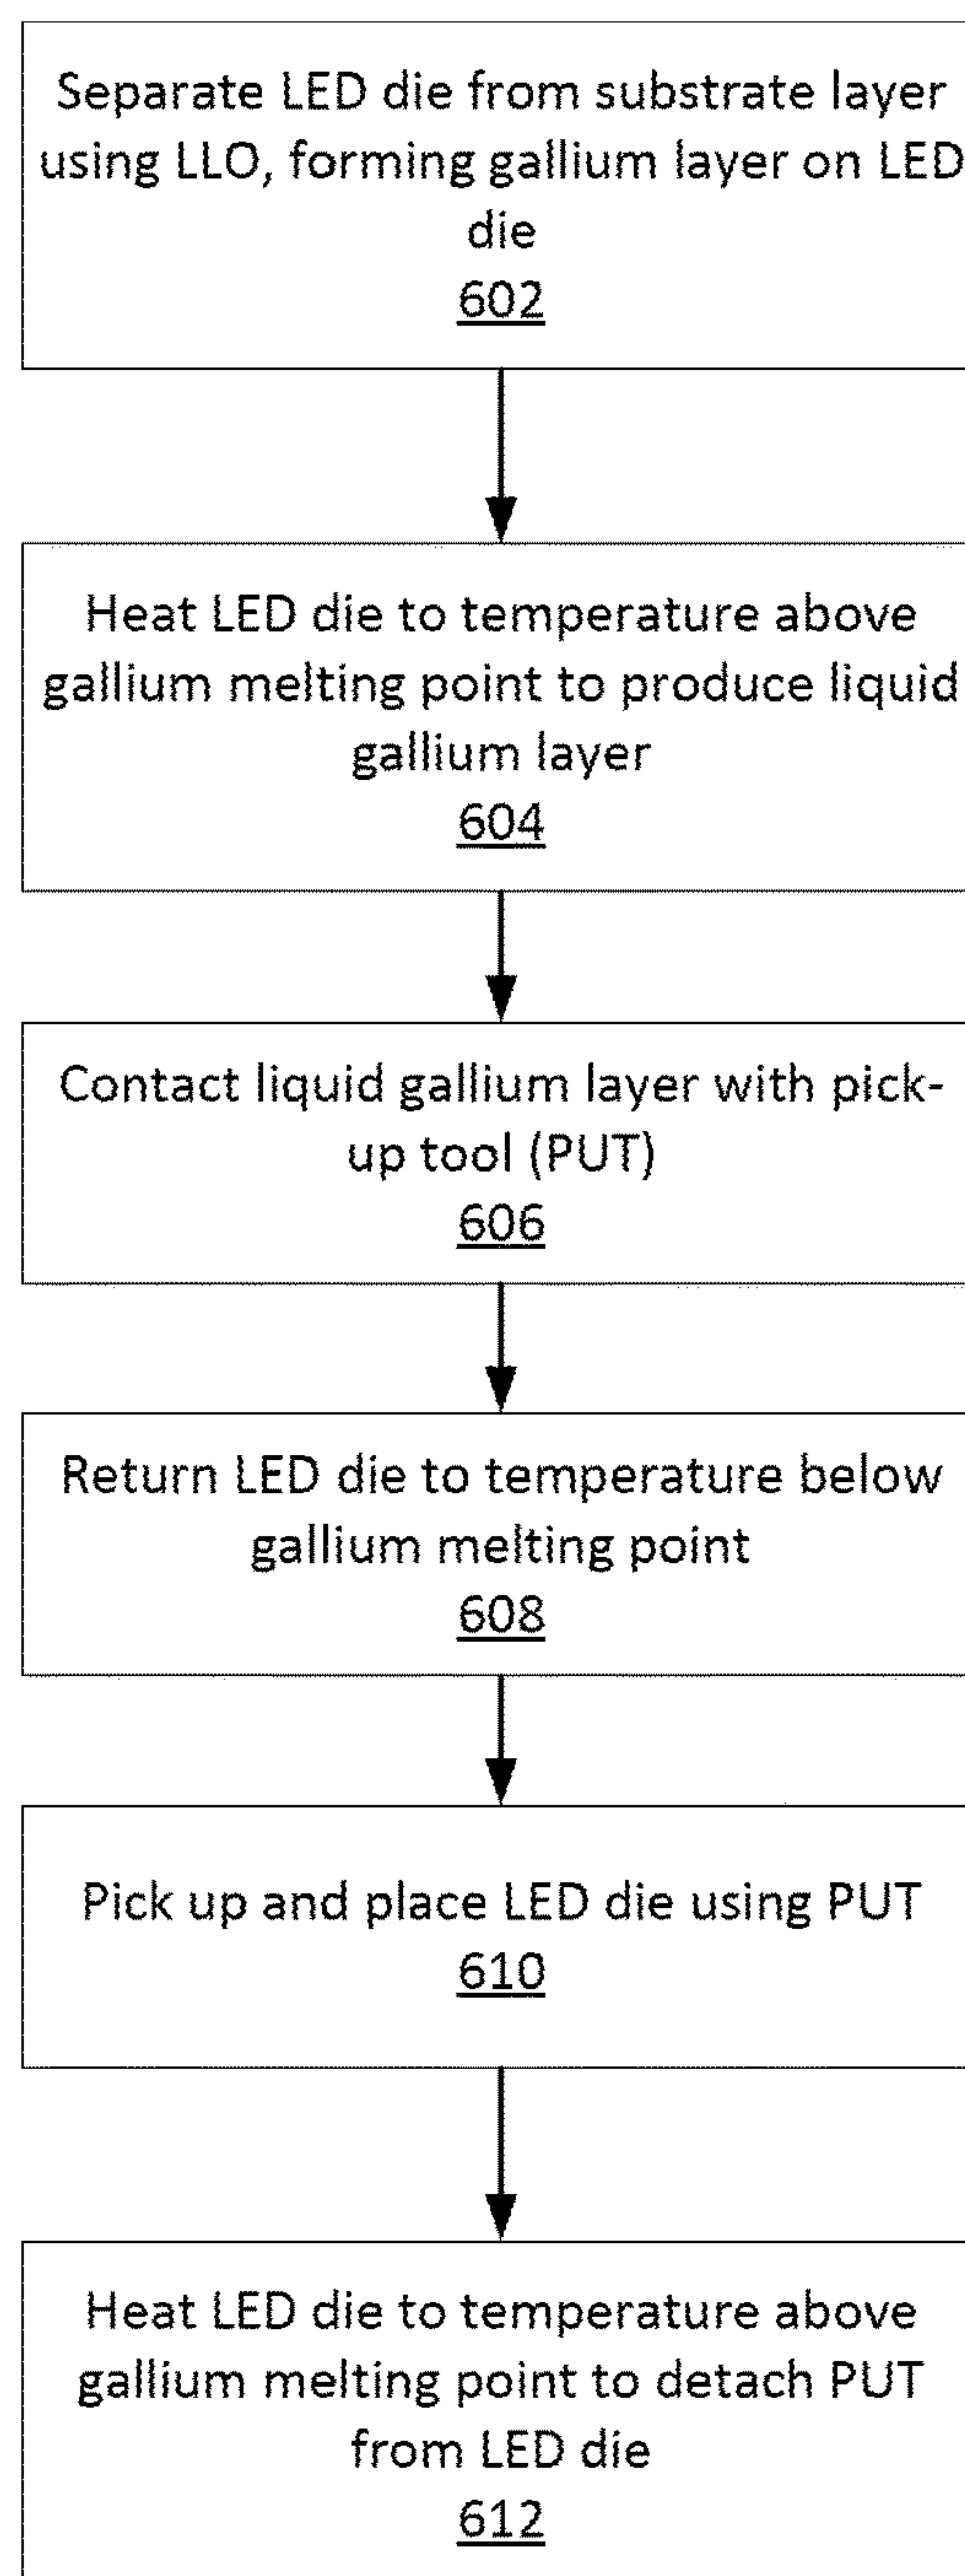 Separate LED die from substrate layer
using LLO, forming gallium layer on LED
die
602
Heat LED die to temperature above
gallium melting point to produce liquid
gallium layer
604
Contact liquid gallium layer with pick-
up tool (PUT)
606
Return LED die to temperature below
gallium melting point
608
Pick up and place LED die using PUT
610
Heat LED die to temperature above
gallium melting point to detach PUT
from LED die
612